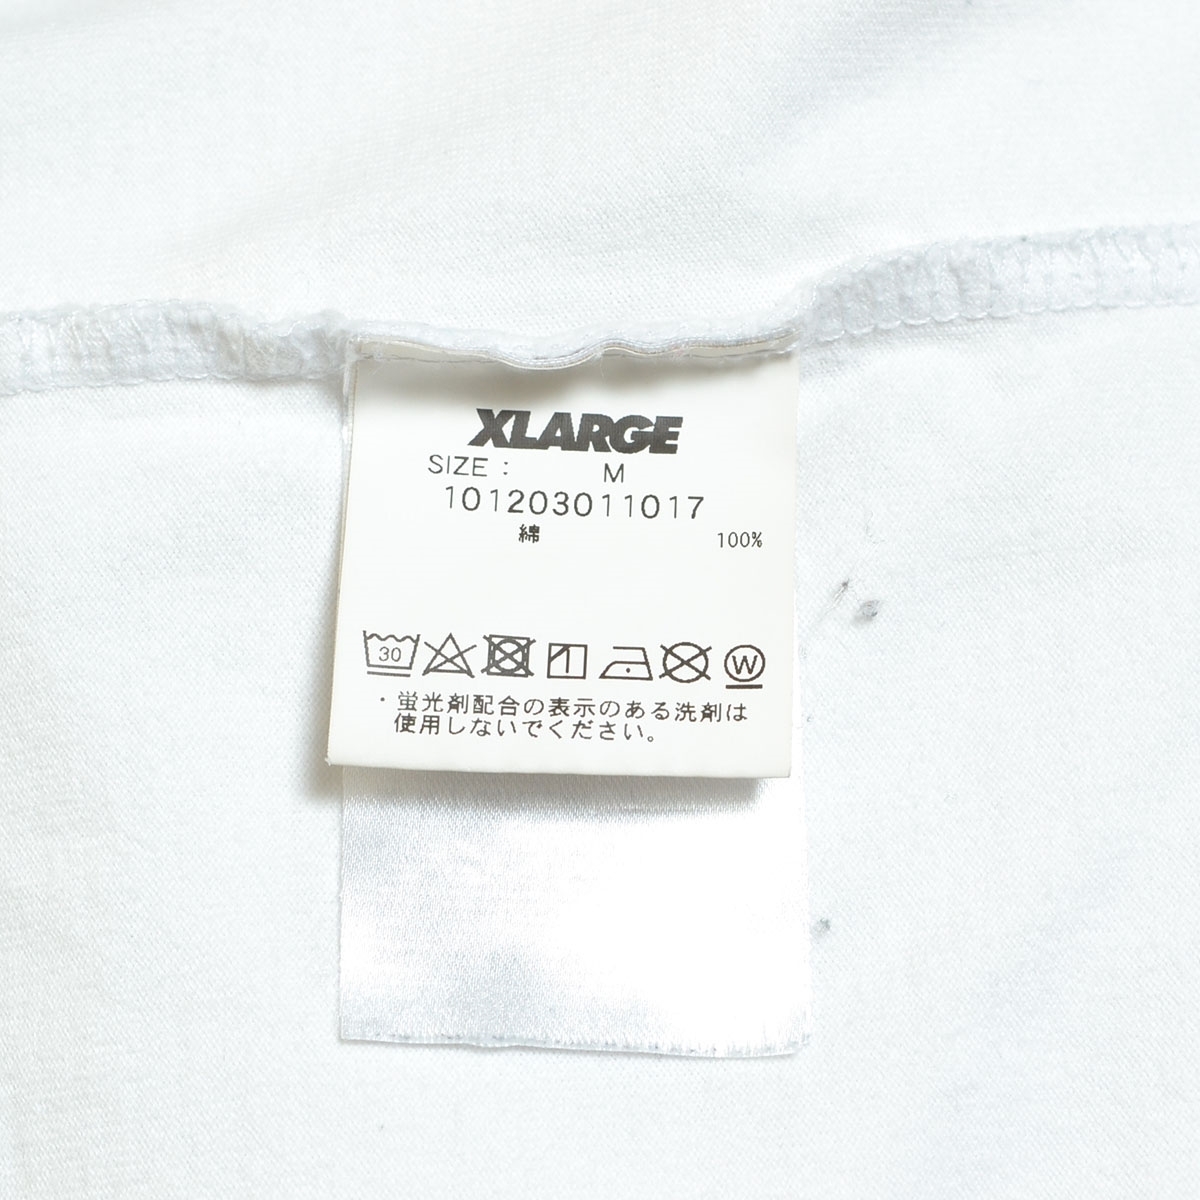 XLARGE
SIZE : M
101203011017
綿 100%
30 W
・蛍光剤配合の表示のある洗剤は
使用しないでください。